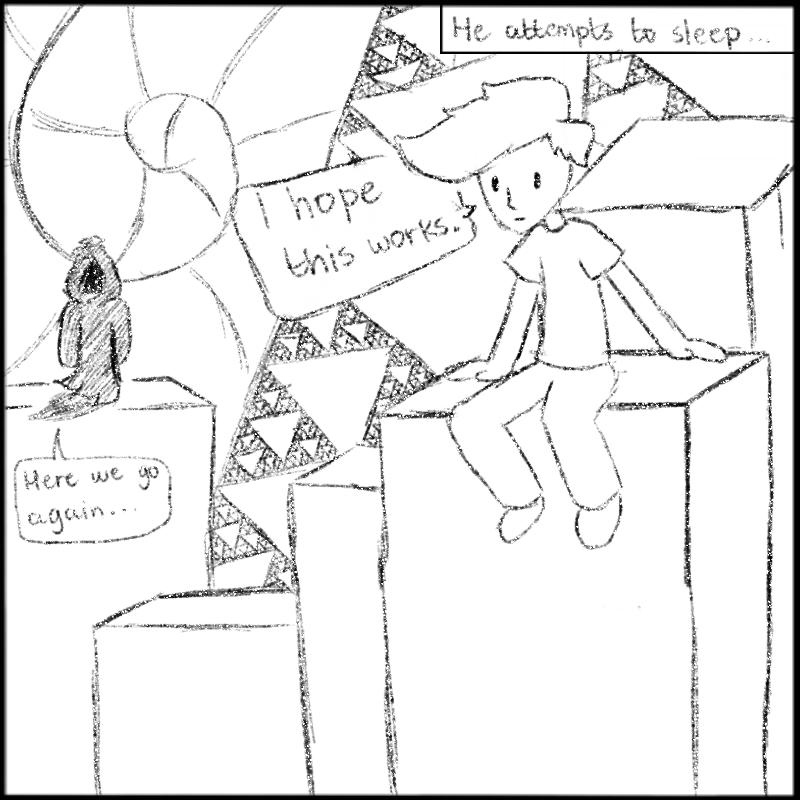 He attempts to sleep...
I hope
this works.
Here we go
again...